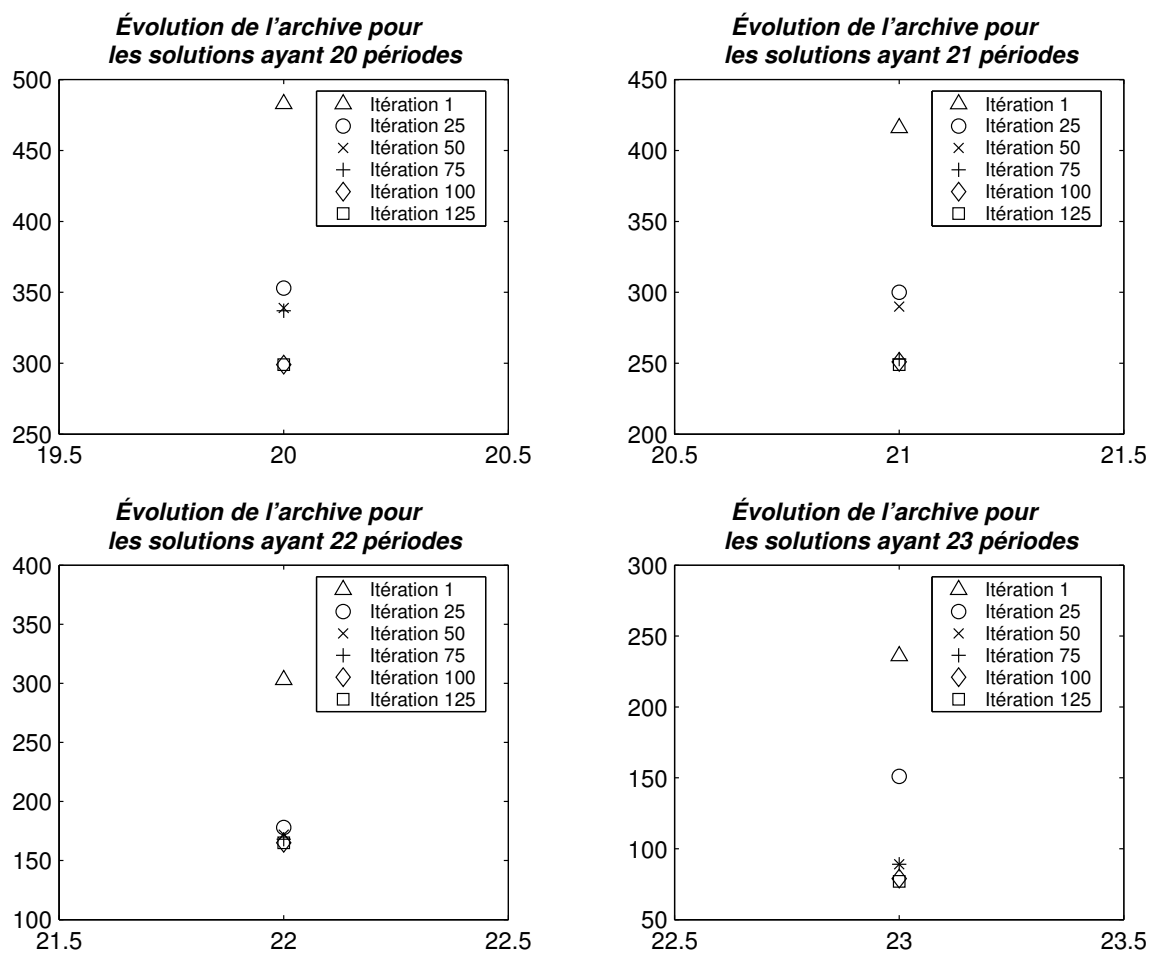 Évolution de l'archive pour
les solutions ayant 20 périodes
500
450
400
350
300
250
19.5 20 20.5
Itération 1
Itération 25
Itération 50
Itération 75
Itération 100
Itération 125
Évolution de l'archive pour
les solutions ayant 21 périodes
450
400
350
300
250
200
20.5 21 21.5
Itération 1
Itération 25
Itération 50
Itération 75
Itération 100
Itération 125
Évolution de l'archive pour
les solutions ayant 22 périodes
400
350
300
250
200
150
100
21.5 22 22.5
Itération 1
Itération 25
Itération 50
Itération 75
Itération 100
Itération 125
Évolution de l'archive pour
les solutions ayant 23 périodes
300
250
200
150
100
50
22.5 23 23.5
Itération 1
Itération 25
Itération 50
Itération 75
Itération 100
Itération 125